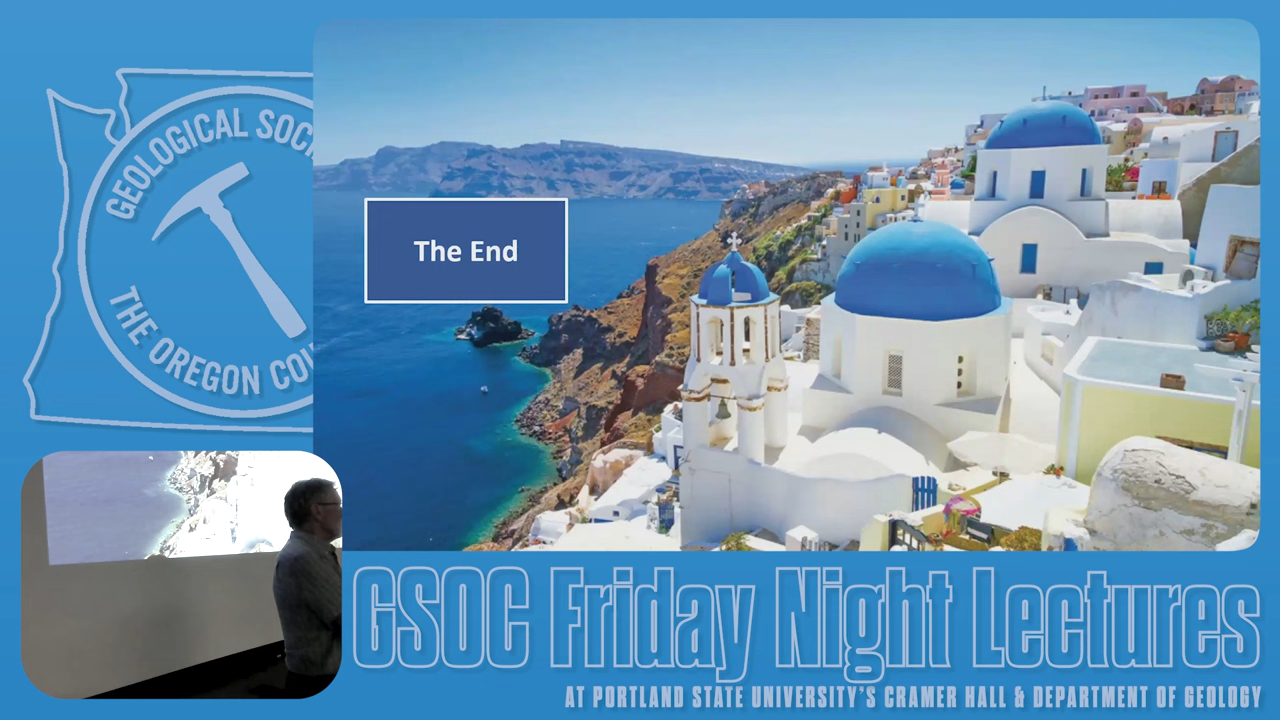 GEOLOGICAL SOC
THE OREGON COU
The End
GSOC Friday Night Lectures
AT PORTLAND STATE UNIVERSITY'S CRAMER HALL & DEPARTMENT OF GEOLOGY